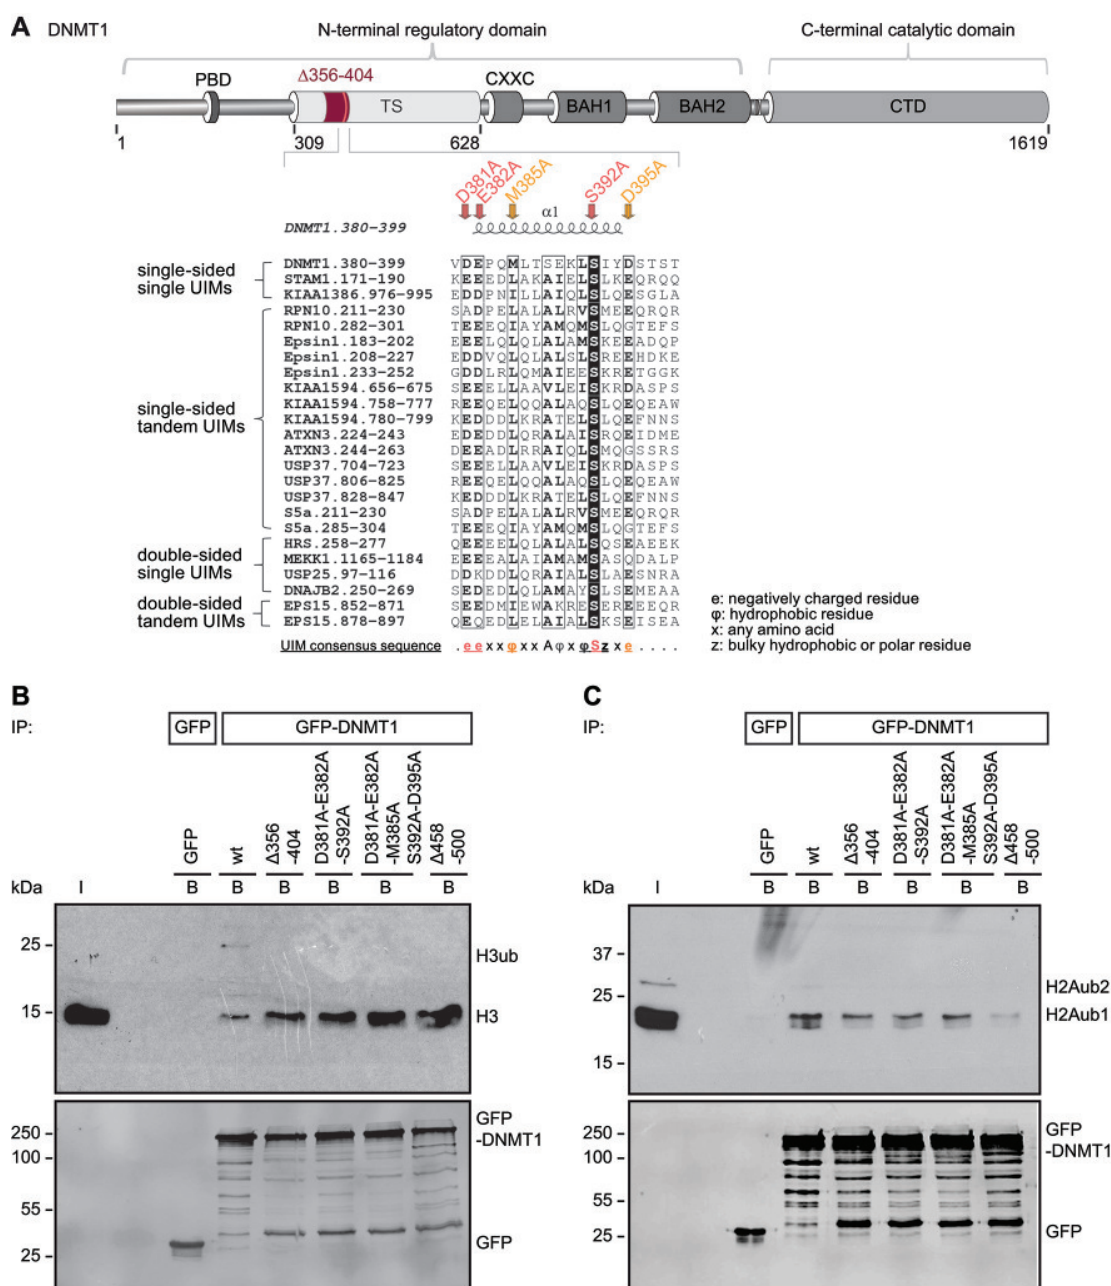 A DNMT1
N-terminal regulatory domain
C-terminal catalytic domain
Δ356-404
PBD
CXXC
TS
BAH1
BAH2
CTD
1
309
628
1619
D381A
E382A
M385A
S392A
D395A
α1
DNMT1.380-399
single-sided
single UIMs
DNMT1.380-399 VDEPQMLTSEKLSIYDSTST
STAM1.171-190 KEEEDLAKAIELSLKEQRQQ
KIAA1386.976-995 EDDPNILLAIQLSLQESGLA
single-sided
tandem UIMs
RPN10.211-230 SADPELALALRVSMEEQRQR
RPN10.282-301 TEEEQIAYAMQMSLQGTEFS
Epsin1.183-202 EEELQLQLALAMSKEEADQP
Epsin1.208-227 EDDVQLQLALSLSREEHDKE
Epsin1.233-252 GDDLRLQMAIEESKRETGGK
KIAA1594.656-675 SEEELLAAVLEISKRDASPS
KIAA1594.758-777 REEQELQQALAQSLQEQEAW
KIAA1594.780-799 KEDDDLKRATELSLQEFNNS
ATXN3.224-243 EDEEDLQRALAISRQEIDME
ATXN3.244-263 DEEADLRRAIQLSMQGSSRS
USP37.704-723 SEEELLAAVLEISKRDASPS
USP37.806-825 REEQELQQALAQSLQEQEAW
USP37.828-847 KEDDDLKRATELSLQEFNNS
S5a.211-230 SADPELALALRVSMEEQRQR
S5a.285-304 TEEEQIAYAMQMSLQGTEFS
double-sided
single UIMs
HRS.258-277 QEEEELQLALALSQSEAEEK
MEKK1.1165-1184 EEEEALAIAMAMSASQDALP
USP25.97-116 DDKDDLQRAIALSLAESNRA
DNAJB2.250-269 SEDEDLQLAMAYSLSEMEAA
double-sided
tandem UIMs
EPS15.852-871 SEEDMIEWAKRESEREEEQR
EPS15.878-897 QEQEDLELAIALSKSEISEA
UIM consensus sequence . e e x x φ x x A φ x φ S z x e . . . .
e: negatively charged residue
φ: hydrophobic residue
x: any amino acid
z: bulky hydrophobic or polar residue
B
IP:
GFP
GFP-DNMT1
GFP
wt
Δ356
-404
D381A-E382A
-S392A
D381A-E382A
-M385A
S392A-D395A
Δ458
-500
kDa I B B B B B B
25
15
H3ub
H3
250
100
55
25
GFP
-DNMT1
GFP
C
IP:
GFP
GFP-DNMT1
GFP
wt
Δ356
-404
D381A-E382A
-S392A
D381A-E382A
-M385A
S392A-D395A
Δ458
-500
kDa I B B B B B B
37
25
15
H2Aub2
H2Aub1
250
100
55
25
GFP
-DNMT1
GFP